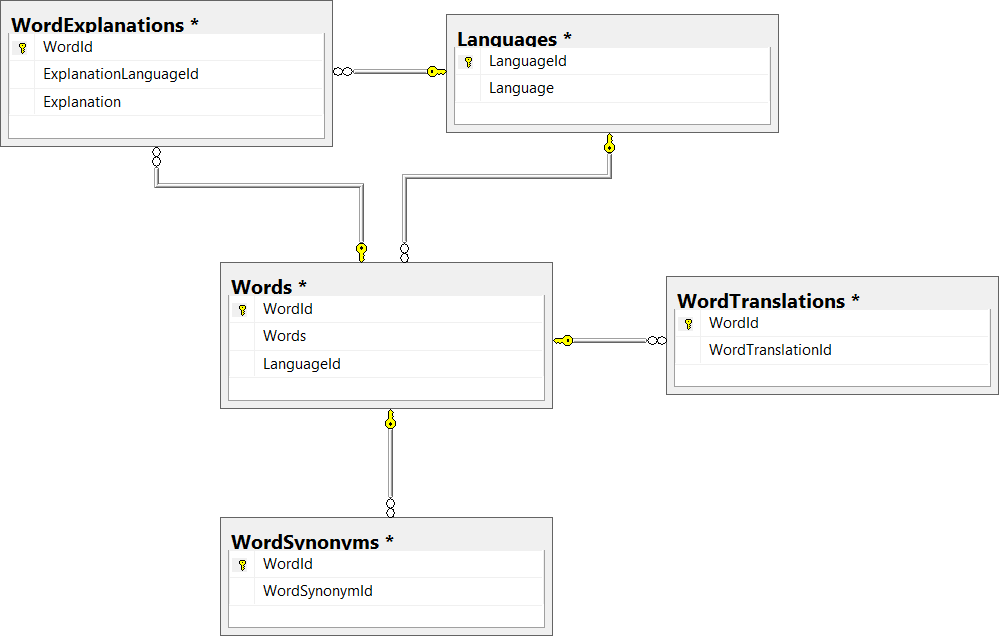 WordExplanations *
WordId
ExplanationLanguageId
Explanation
Languages *
LanguageId
Language
Words *
WordId
Words
LanguageId
WordTranslations *
WordId
WordTranslationId
WordSynonyms *
WordId
WordSynonymId